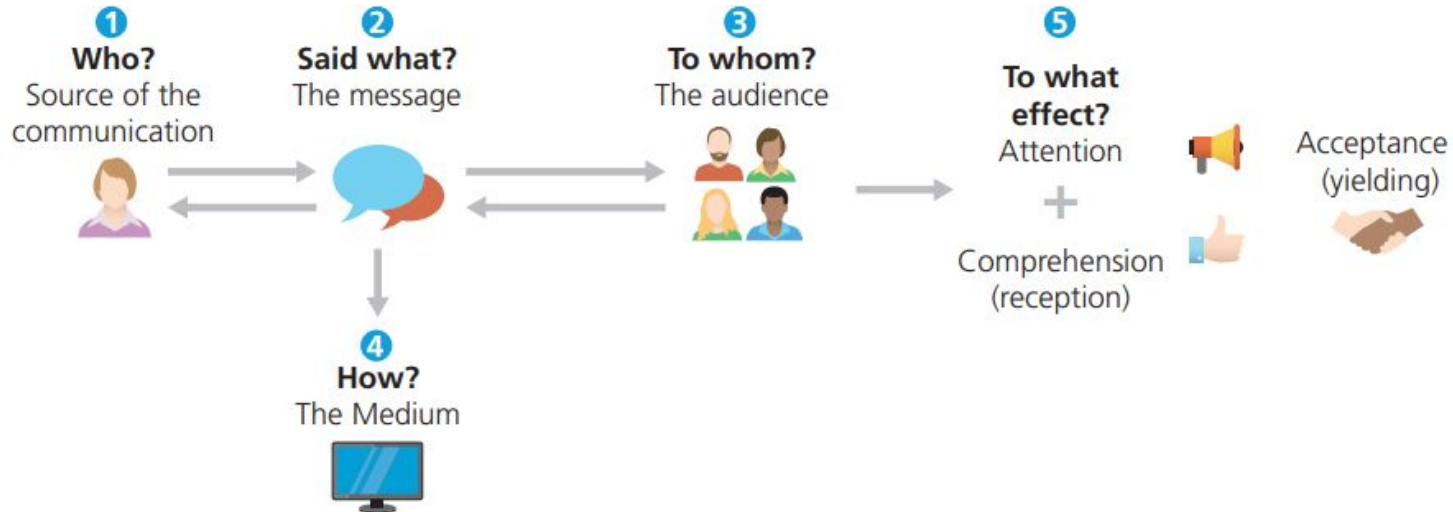 1
Who?
Source of the
communication
2
Said what?
The message
3
To whom?
The audience
4
How?
The Medium
5
To what
effect?
Attention
+
Comprehension
(reception)
Acceptance
(yielding)